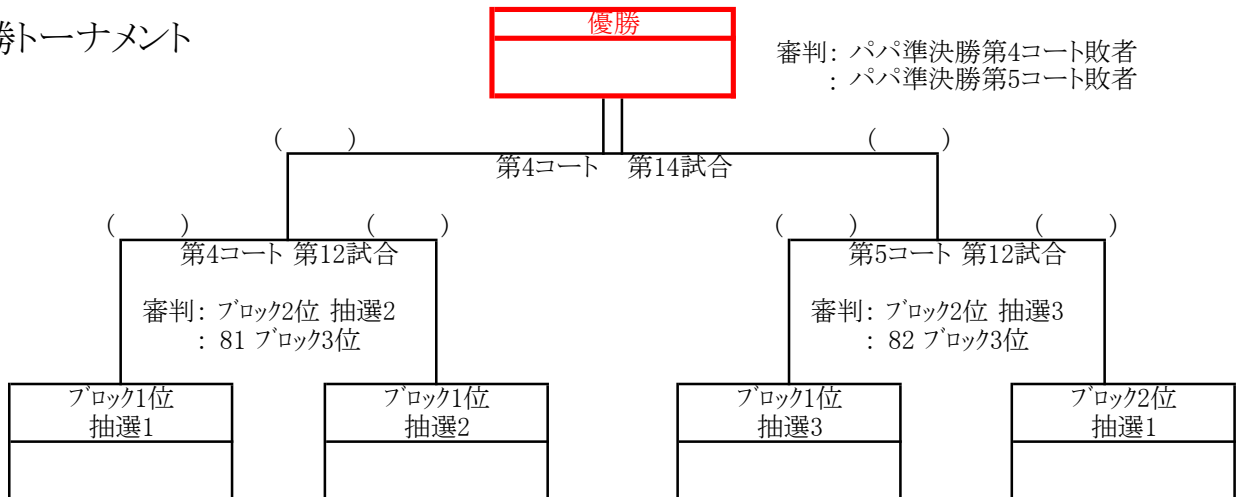 勝トーナメント
優勝
審判: パパ準決勝第4コート敗者
: パパ準決勝第5コート敗者
( )
( )
第4コート 第14試合
( )
( )
( )
( )
第4コート 第12試合
第5コート 第12試合
審判: ブロック2位 抽選2
: 81 ブロック3位
審判: ブロック2位 抽選3
: 82 ブロック3位
ブロック1位
抽選1
ブロック1位
抽選2
ブロック1位
抽選3
ブロック2位
抽選1